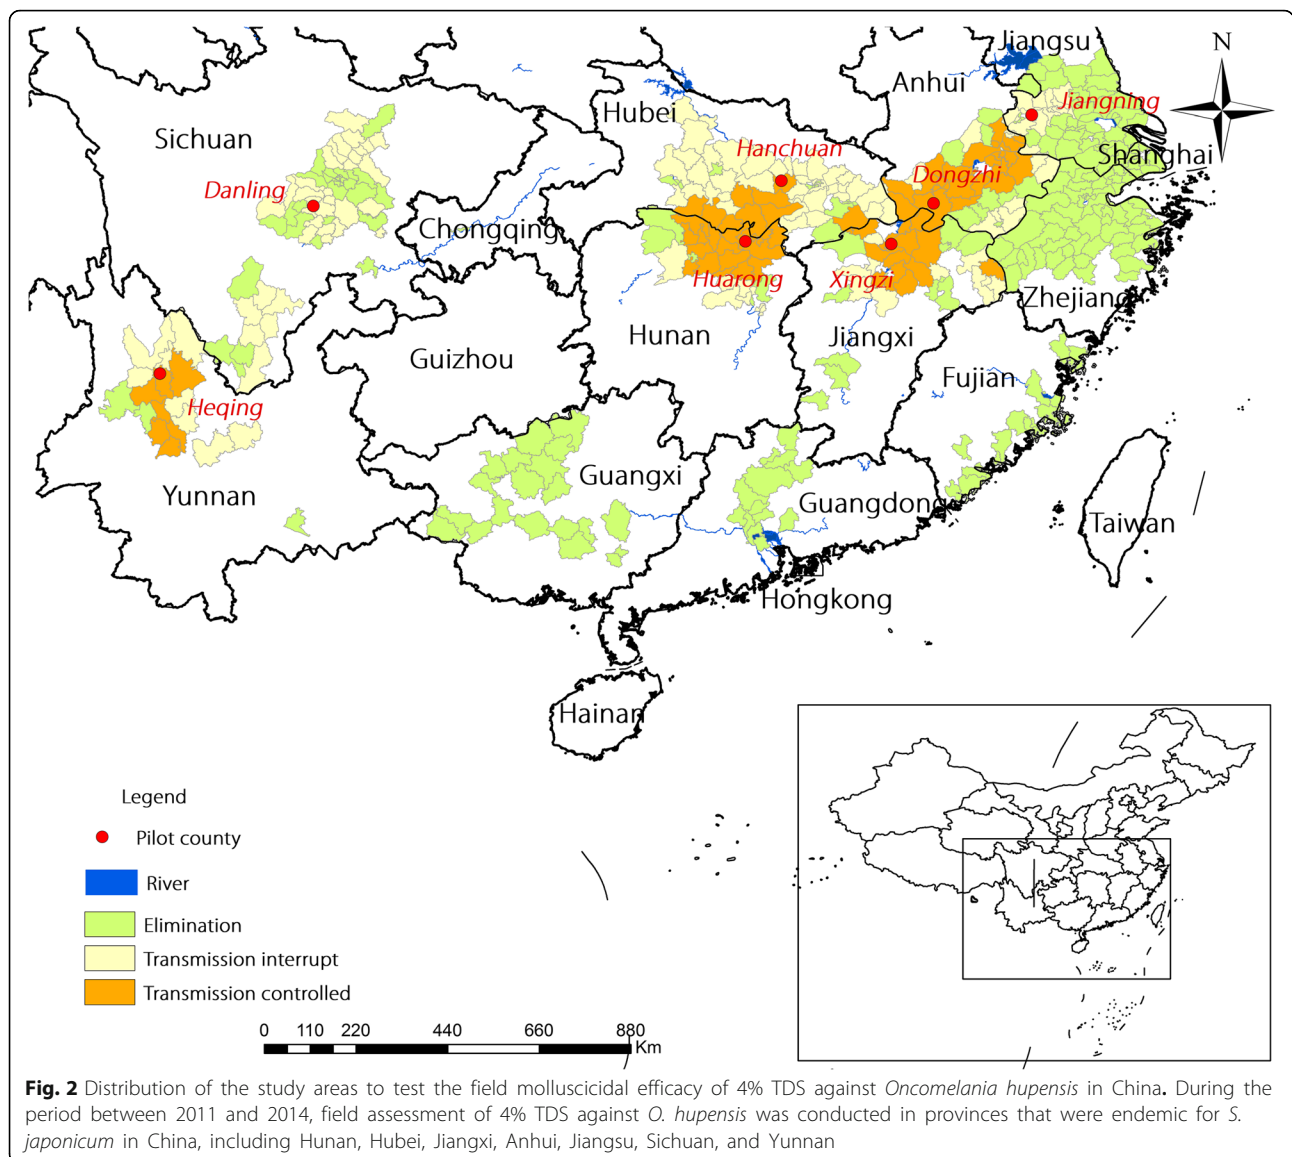 Jiangsu
N
Anhui
Jiangning
Hubei
Sichuan
Hanchuan
Shanghai
Danling
Dongzhi
Chongqing
Huarong
Xingzi
Zhejiang
Hunan
Jiangxi
Guizhou
Fujian
Heqing
Guangxi
Yunnan
Guangdong
Taiwan
Hongkong
Hainan
Legend
Pilot county
River
Elimination
Transmission interrupt
Transmission controlled
0 110 220 440 660 880
Km
Fig. 2 Distribution of the study areas to test the field molluscicidal efficacy of 4% TDS against Oncomelania hupensis in China. During the
period between 2011 and 2014, field assessment of 4% TDS against O. hupensis was conducted in provinces that were endemic for S.
japonicum in China, including Hunan, Hubei, Jiangxi, Anhui, Jiangsu, Sichuan, and Yunnan